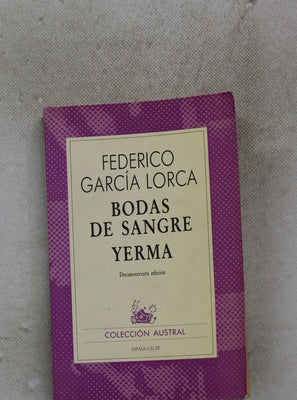 FEDERICO
GARCÍA LORCA
BODAS
DE SANGRE
YERMA
Decimotercera edición
COLECCIÓN AUSTRAL
ESPASA-CALPE